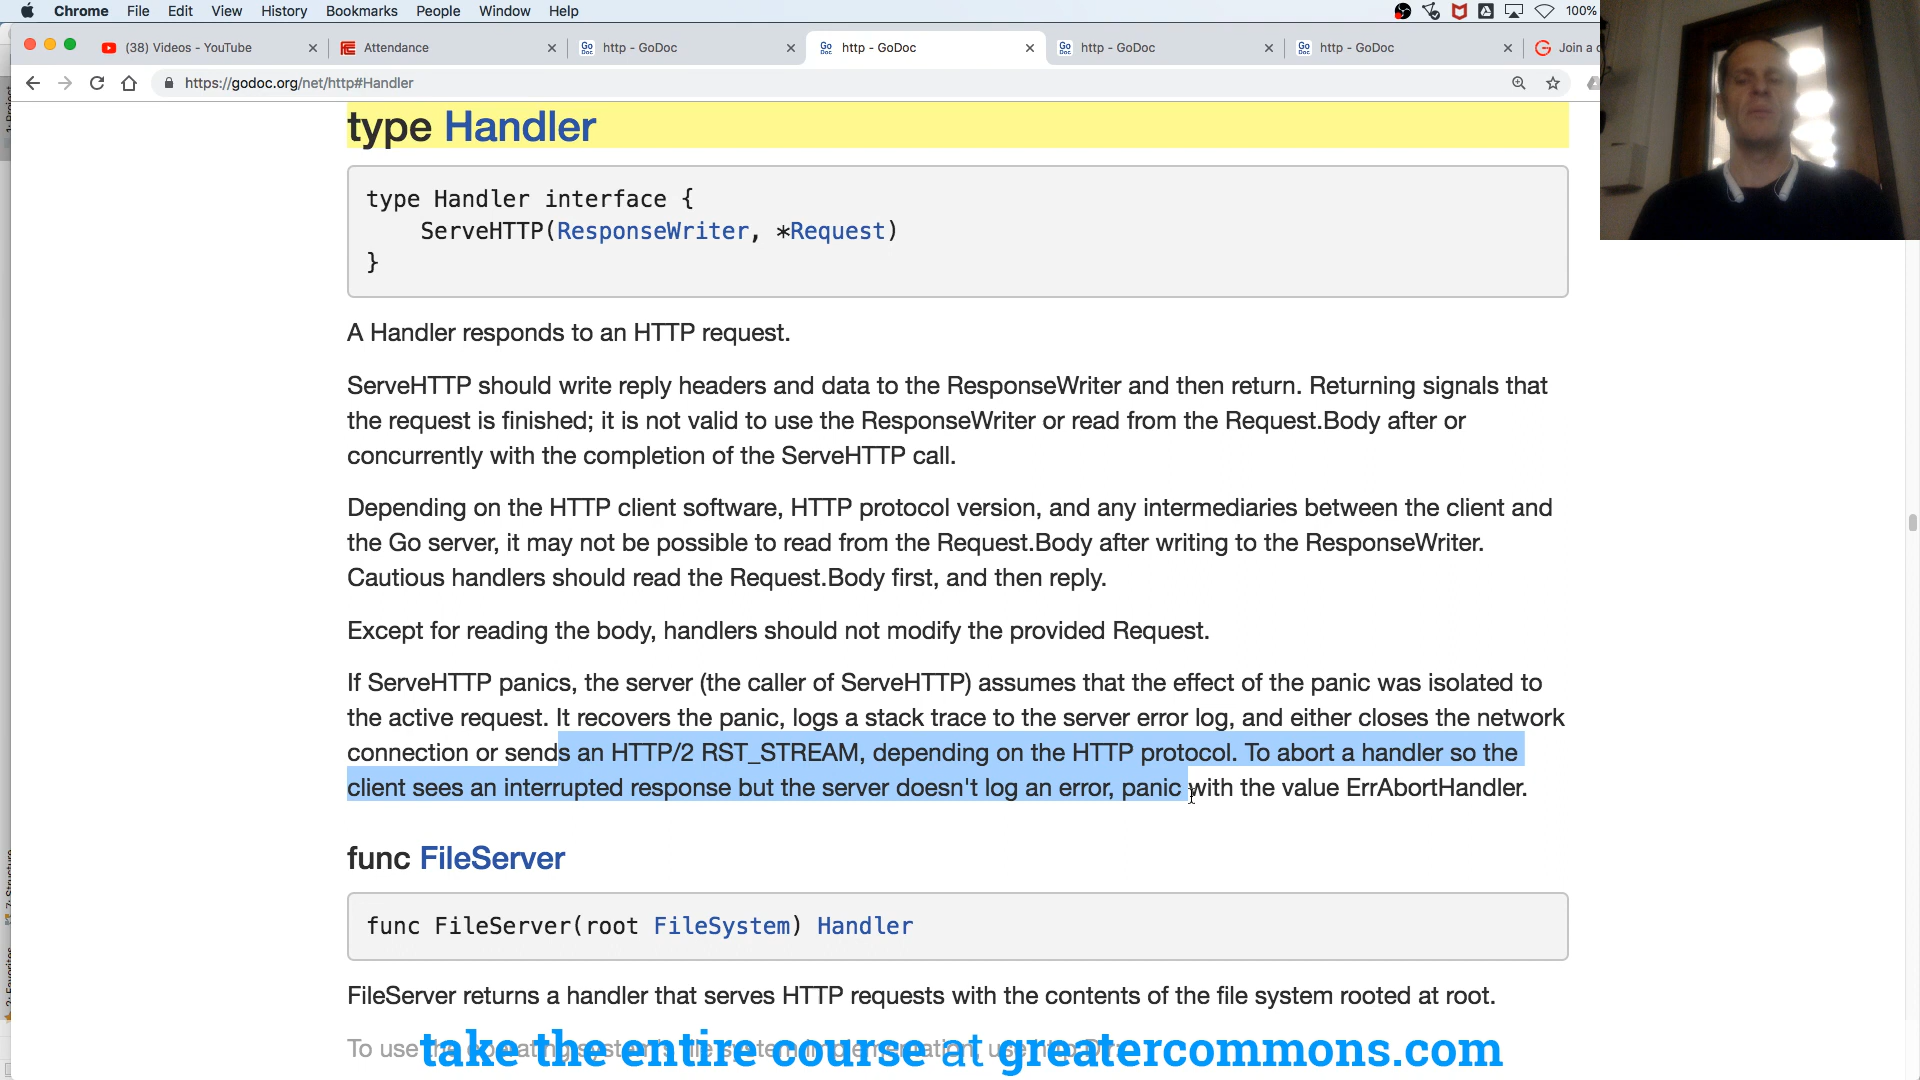 Chrome File Edit View History Bookmarks People Window Help 100%
(38) Videos - YouTube
Attendance
http - GoDoc
http - GoDoc
http - GoDoc
http - GoDoc
Join a
https://godoc.org/net/http#Handler
type Handler
type Handler interface {
ServeHTTP(ResponseWriter, *Request)
}
A Handler responds to an HTTP request.
ServeHTTP should write reply headers and data to the ResponseWriter and then return. Returning signals that
the request is finished; it is not valid to use the ResponseWriter or read from the Request.Body after or
concurrently with the completion of the ServeHTTP call.
Depending on the HTTP client software, HTTP protocol version, and any intermediaries between the client and
the Go server, it may not be possible to read from the Request.Body after writing to the ResponseWriter.
Cautious handlers should read the Request.Body first, and then reply.
Except for reading the body, handlers should not modify the provided Request.
If ServeHTTP panics, the server (the caller of ServeHTTP) assumes that the effect of the panic was isolated to
the active request. It recovers the panic, logs a stack trace to the server error log, and either closes the network
connection or sends an HTTP/2 RST_STREAM, depending on the HTTP protocol. To abort a handler so the
client sees an interrupted response but the server doesn't log an error, panic with the value ErrAbortHandler.
func FileServer
func FileServer(root FileSystem) Handler
FileServer returns a handler that serves HTTP requests with the contents of the file system rooted at root.
To use the operating system's file system implementation, use http.Dir:
take the entire course at greatercommons.com